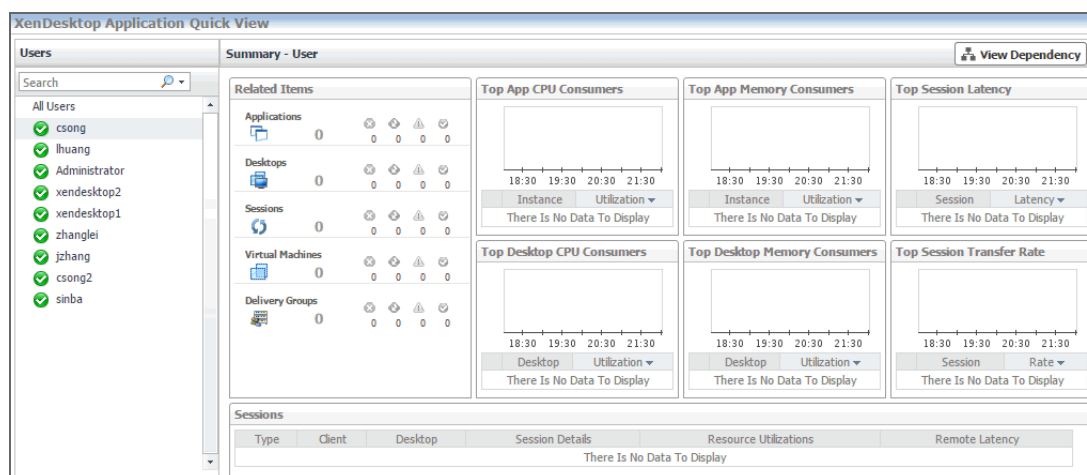 XenDesktop Application Quick View
Users
Search
All Users
csong
lhuang
Administrator
xendesktop2
xendesktop1
zhanglei
jzhang
csong2
sinba
Summary - User
View Dependency
Related Items
Applications
0
0 0 0 0
Desktops
0
0 0 0 0
Sessions
0
0 0 0 0
Virtual Machines
0
0 0 0 0
Delivery Groups
0
0 0 0 0
Top App CPU Consumers
18:30 19:30 20:30 21:30
Instance Utilization
There Is No Data To Display
Top App Memory Consumers
18:30 19:30 20:30 21:30
Instance Utilization
There Is No Data To Display
Top Session Latency
18:30 19:30 20:30 21:30
Session Latency
There Is No Data To Display
Top Desktop CPU Consumers
18:30 19:30 20:30 21:30
Desktop Utilization
There Is No Data To Display
Top Desktop Memory Consumers
18:30 19:30 20:30 21:30
Desktop Utilization
There Is No Data To Display
Top Session Transfer Rate
18:30 19:30 20:30 21:30
Session Rate
There Is No Data To Display
Sessions
Type Client Desktop Session Details Resource Utilizations Remote Latency
There Is No Data To Display